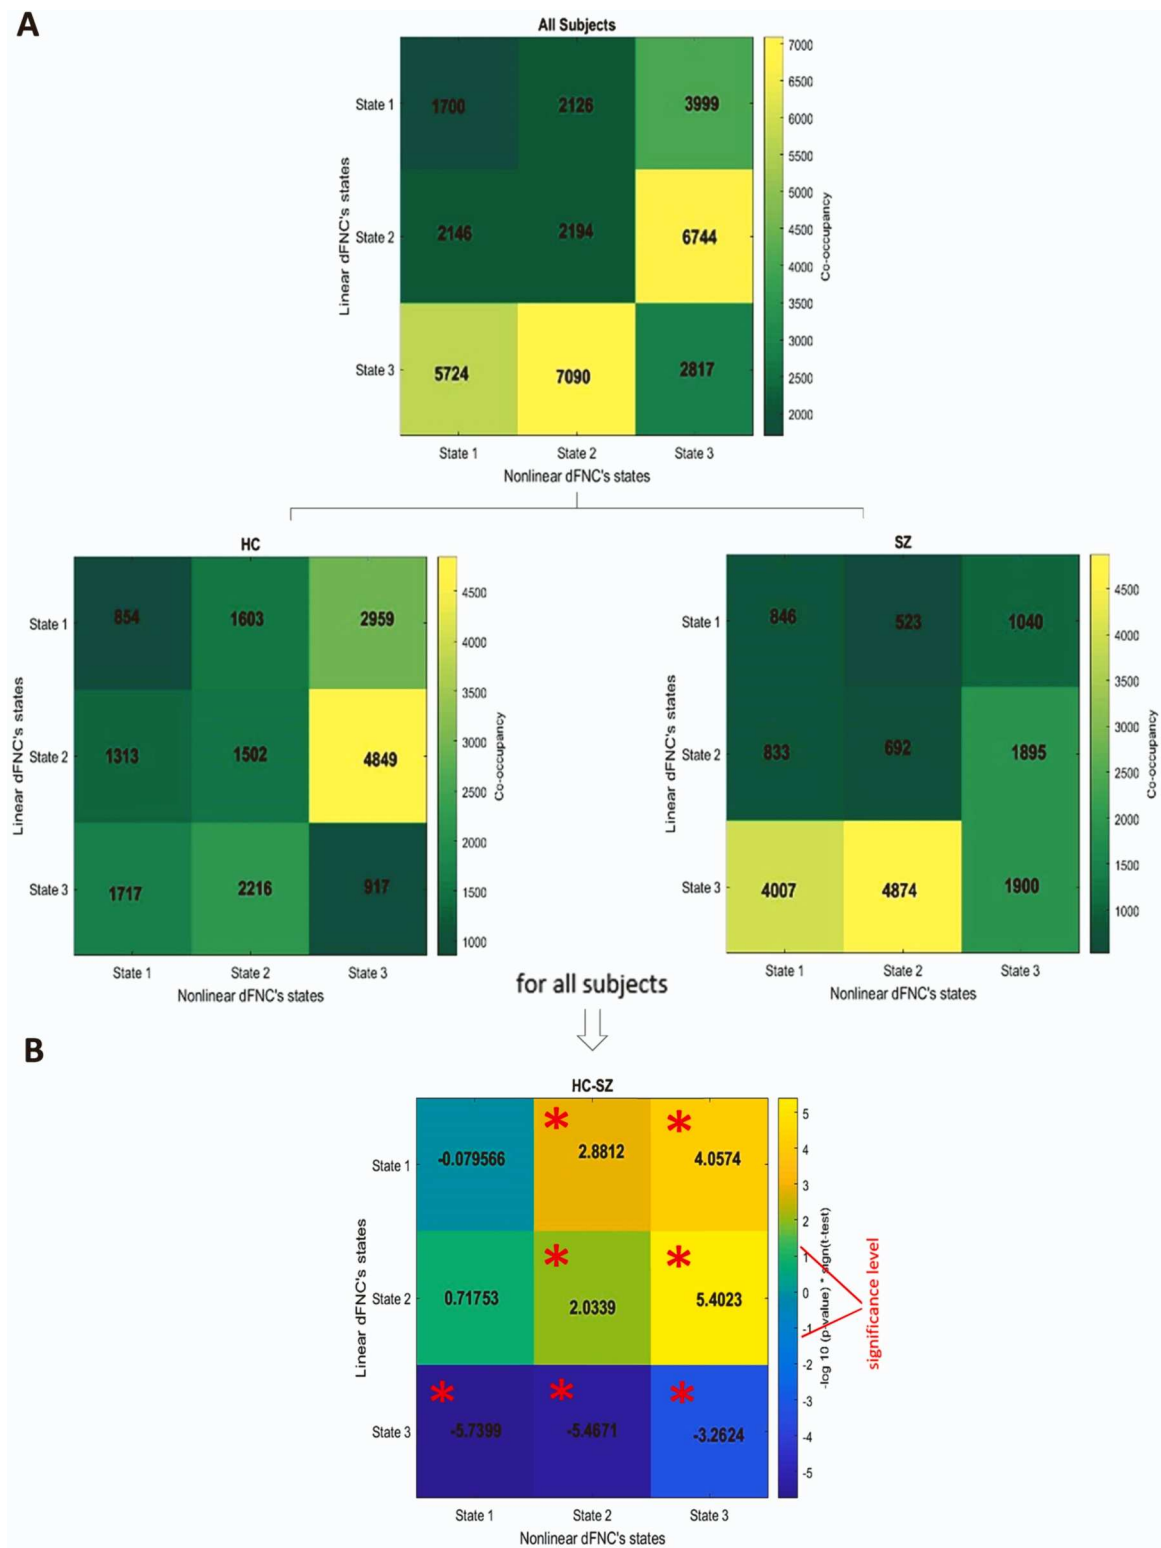 A
All Subjects
Linear dFNC's states
State 1
1700
2126
3999
State 2
2146
2194
6744
State 3
5724
7090
2817
State 1
State 2
State 3
Nonlinear dFNC's states
7000
6500
6000
5500
5000
4500
4000
3500
3000
2500
2000
Co-occupancy
HC
Linear dFNC's states
State 1
854
1603
2959
State 2
1313
1502
4849
State 3
1717
2216
917
State 1
State 2
State 3
Nonlinear dFNC's states
4500
4000
3500
3000
2500
2000
1500
1000
Co-occupancy
SZ
Linear dFNC's states
State 1
846
523
1040
State 2
833
692
1895
State 3
4007
4874
1900
State 1
State 2
State 3
Nonlinear dFNC's states
4500
4000
3500
3000
2500
2000
1500
1000
Co-occupancy
for all subjects
B
HC-SZ
Linear dFNC's states
State 1
-0.079566
* 2.8812
* 4.0574
State 2
0.71753
* 2.0339
* 5.4023
State 3
* -5.7399
* -5.4671
* -3.2624
State 1
State 2
State 3
Nonlinear dFNC's states
5
4
3
2
1
0
-1
-2
-3
-4
-5
-log 10 (p-value) * sign(t-test)
significance level